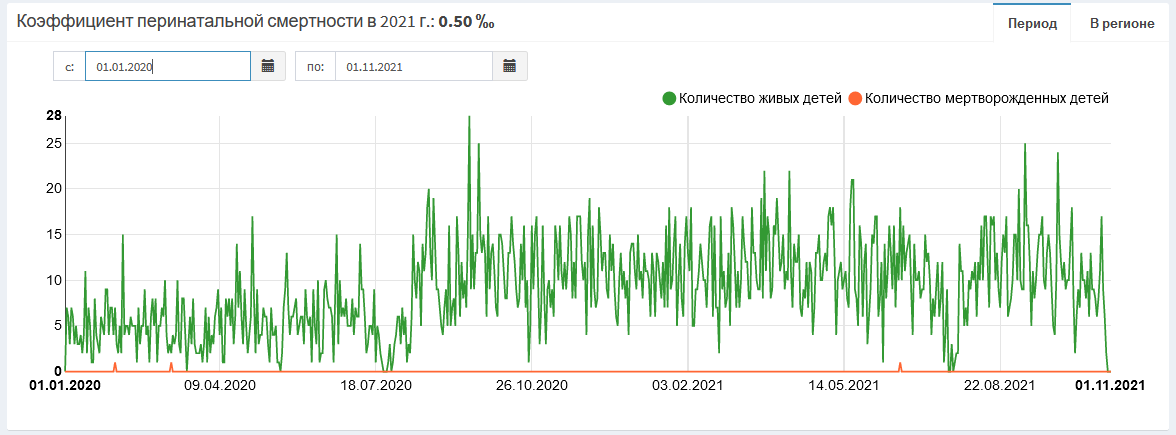 Коэффициент перинатальной смертности в 2021 г.: 0.50 ‰
Период
В регионе
с: 01.01.2020
по: 01.11.2021
Количество живых детей
Количество мертворожденных детей
28
25
20
15
10
5
0
01.01.2020 09.04.2020 18.07.2020 26.10.2020 03.02.2021 14.05.2021 22.08.2021 01.11.2021